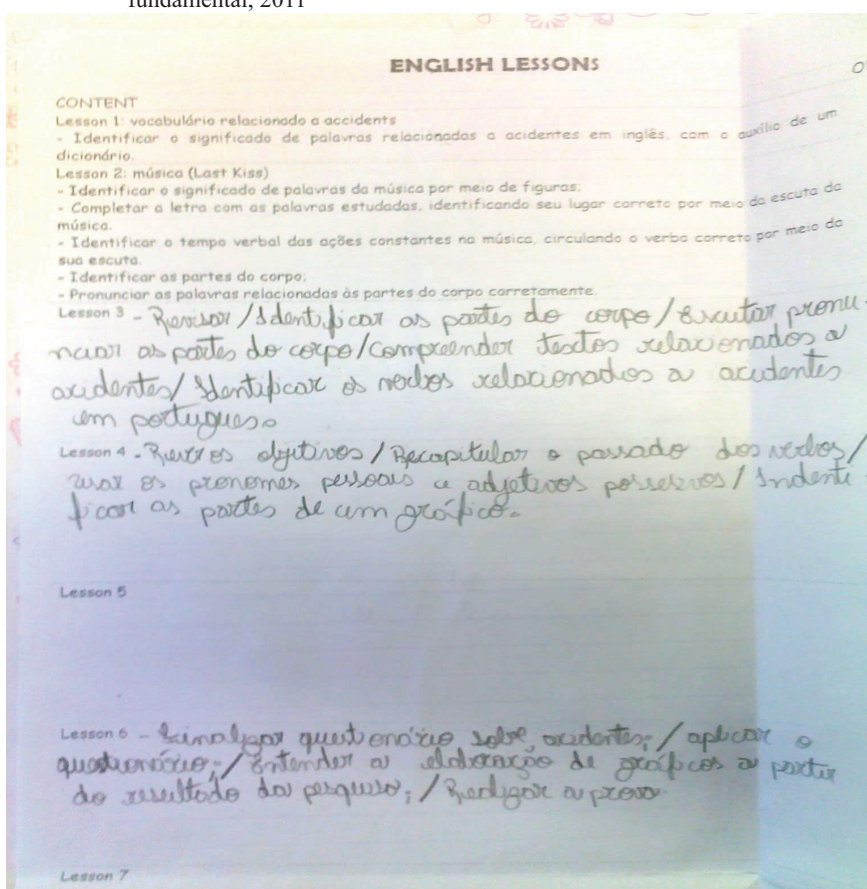 fundamental, 2011
ENGLISH LESSONS
CONTENT
Lesson 1: vocabulário relacionado a accidents
- Identificar o significado de palavras relacionadas a acidentes em inglês, com o auxílio de um
dicionário.
Lesson 2: música (Last Kiss)
- Identificar o significado de palavras da música por meio de figuras;
- Completar a letra com as palavras estudadas, identificando seu lugar correto por meio da escuta da
música.
- Identificar o tempo verbal das ações constantes na música, circulando o verbo correto por meio da
sua escuta.
- Identificar as partes do corpo;
- Pronunciar as palavras relacionadas às partes do corpo corretamente.
Lesson 3 - Revisar / Identificar as partes do corpo / Escutar pronu-
nciar as partes do corpo / Compreender textos relacionados a
acidentes / Identificar os verbos relacionados a acidentes
em portugues.
Lesson 4 - objetivos / Recapitular o passado dos verbos /
usar os pronomes pessoais e adjetivos possesivos / Indenti-
ficar as partes de um gráfico.
Lesson 5
Lesson 6 - questionário sobre acidentes; / aplicar o
questionário; / Entender a elaboração de gráficos a partir
do resultado da pesquisa; / Redigar a prova.
Lesson 7